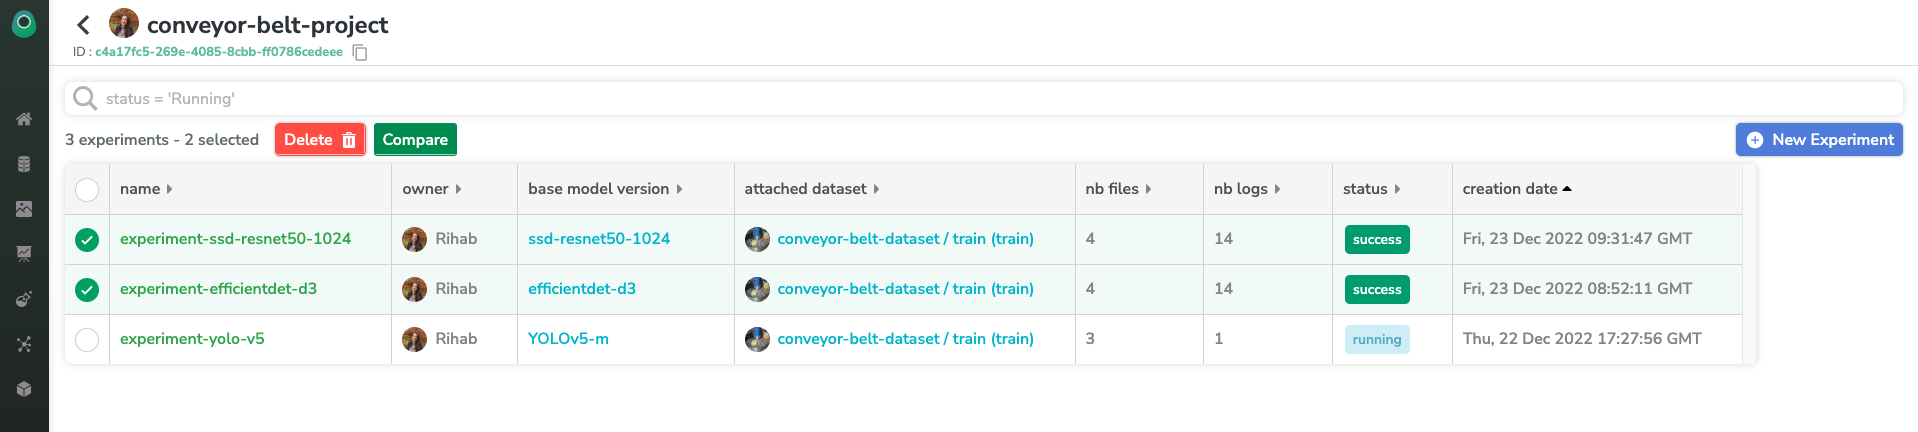 conveyor-belt-project
ID : c4a17fc5-269e-4085-8cbb-ff0786cedeee
status = 'Running'
3 experiments - 2 selected Delete Compare New Experiment
name owner base model version attached dataset nb files nb logs status creation date
experiment-ssd-resnet50-1024 Rihab ssd-resnet50-1024 conveyor-belt-dataset / train (train) 4 14 success Fri, 23 Dec 2022 09:31:47 GMT
experiment-efficientdet-d3 Rihab efficientdet-d3 conveyor-belt-dataset / train (train) 4 14 success Fri, 23 Dec 2022 08:52:11 GMT
experiment-yolo-v5 Rihab YOLOv5-m conveyor-belt-dataset / train (train) 3 1 running Thu, 22 Dec 2022 17:27:56 GMT